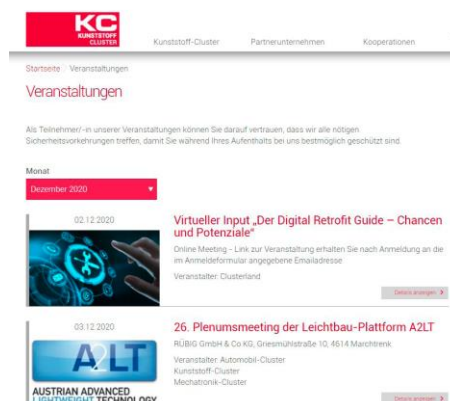 KC
KUNSTSTOFF
CLUSTER
Kunststoff-Cluster Partnerunternehmen Kooperationen
Startseite Veranstaltungen
Veranstaltungen
Als Teilnehmer/-in unserer Veranstaltungen können Sie darauf vertrauen, dass wir alle nötigen
Sicherheitsvorkehrungen treffen, damit Sie während Ihres Aufenthalts bei uns bestmöglich geschützt sind.
Monat
Dezember 2020
02.12.2020
Virtueller Input „Der Digital Retrofit Guide – Chancen
und Potenziale“
Online Meeting - Link zur Veranstaltung erhalten Sie nach Anmeldung an die
im Anmeldeformular angegebene Emailadresse
Veranstalter: Clusterland
Details anzeigen
03.12.2020
26. Plenumsmeeting der Leichtbau-Plattform A2LT
RÜBIG GmbH & Co KG, Griesmühlstraße 10, 4614 Marchtrenk
Veranstalter: Automobil-Cluster
Kunststoff-Cluster
Mechatronik-Cluster
Details anzeigen
A2LT
AUSTRIAN ADVANCED
LIGHTWEIGHT TECHNOLOGY